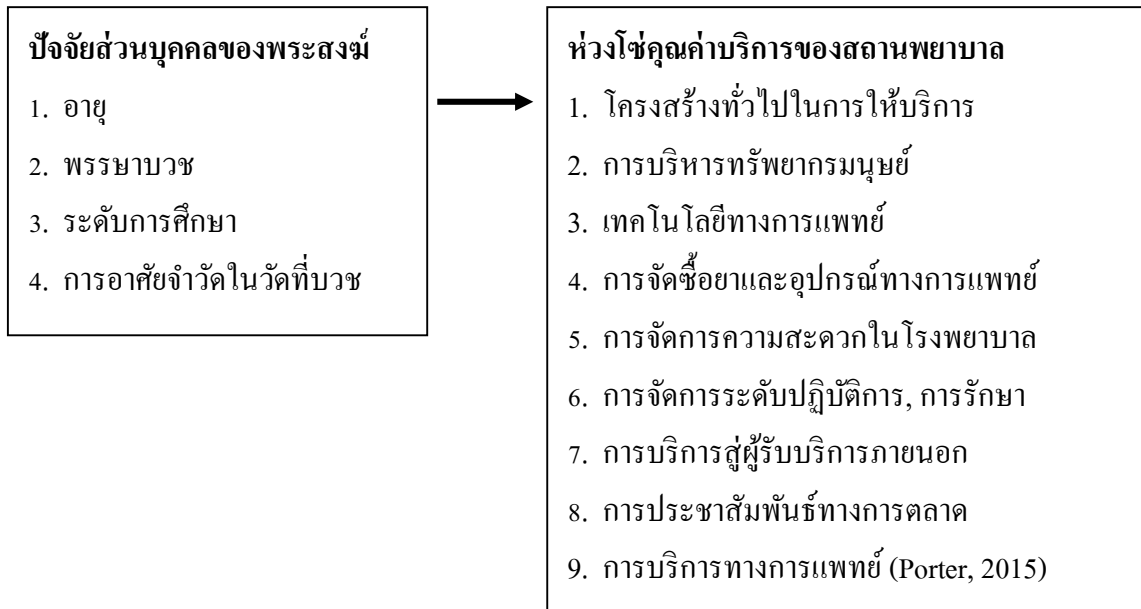 ปัจจัยส่วนบุคคลของพระสงฆ์
1. อายุ
2. พรรษาบวช
3. ระดับการศึกษา
4. การอาศัยจำวัดในวัดที่บวช
ห่วงโซ่คุณค่าบริการของสถานพยาบาล
1. โครงสร้างทั่วไปในการให้บริการ
2. การบริหารทรัพยากรมนุษย์
3. เทคโนโลยีทางการแพทย์
4. การจัดซื้อยาและอุปกรณ์ทางการแพทย์
5. การจัดการความสะดวกในโรงพยาบาล
6. การจัดการระดับปฏิบัติการ, การรักษา
7. การบริการสู่ผู้รับบริการภายนอก
8. การประชาสัมพันธ์ทางการตลาด
9. การบริการทางการแพทย์ (Porter, 2015)